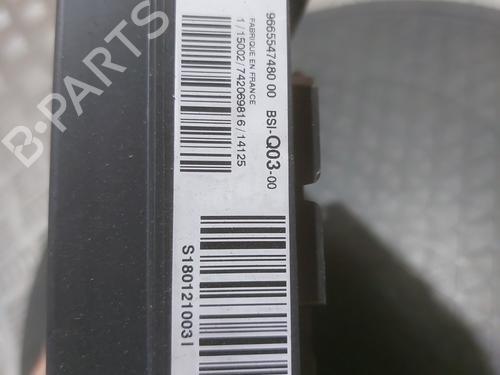 9665547480 00 BSI-Q03-00
FABRIQUE EN FRANCE
1/15002/742069816/14125
S180121003I
B-PARTS